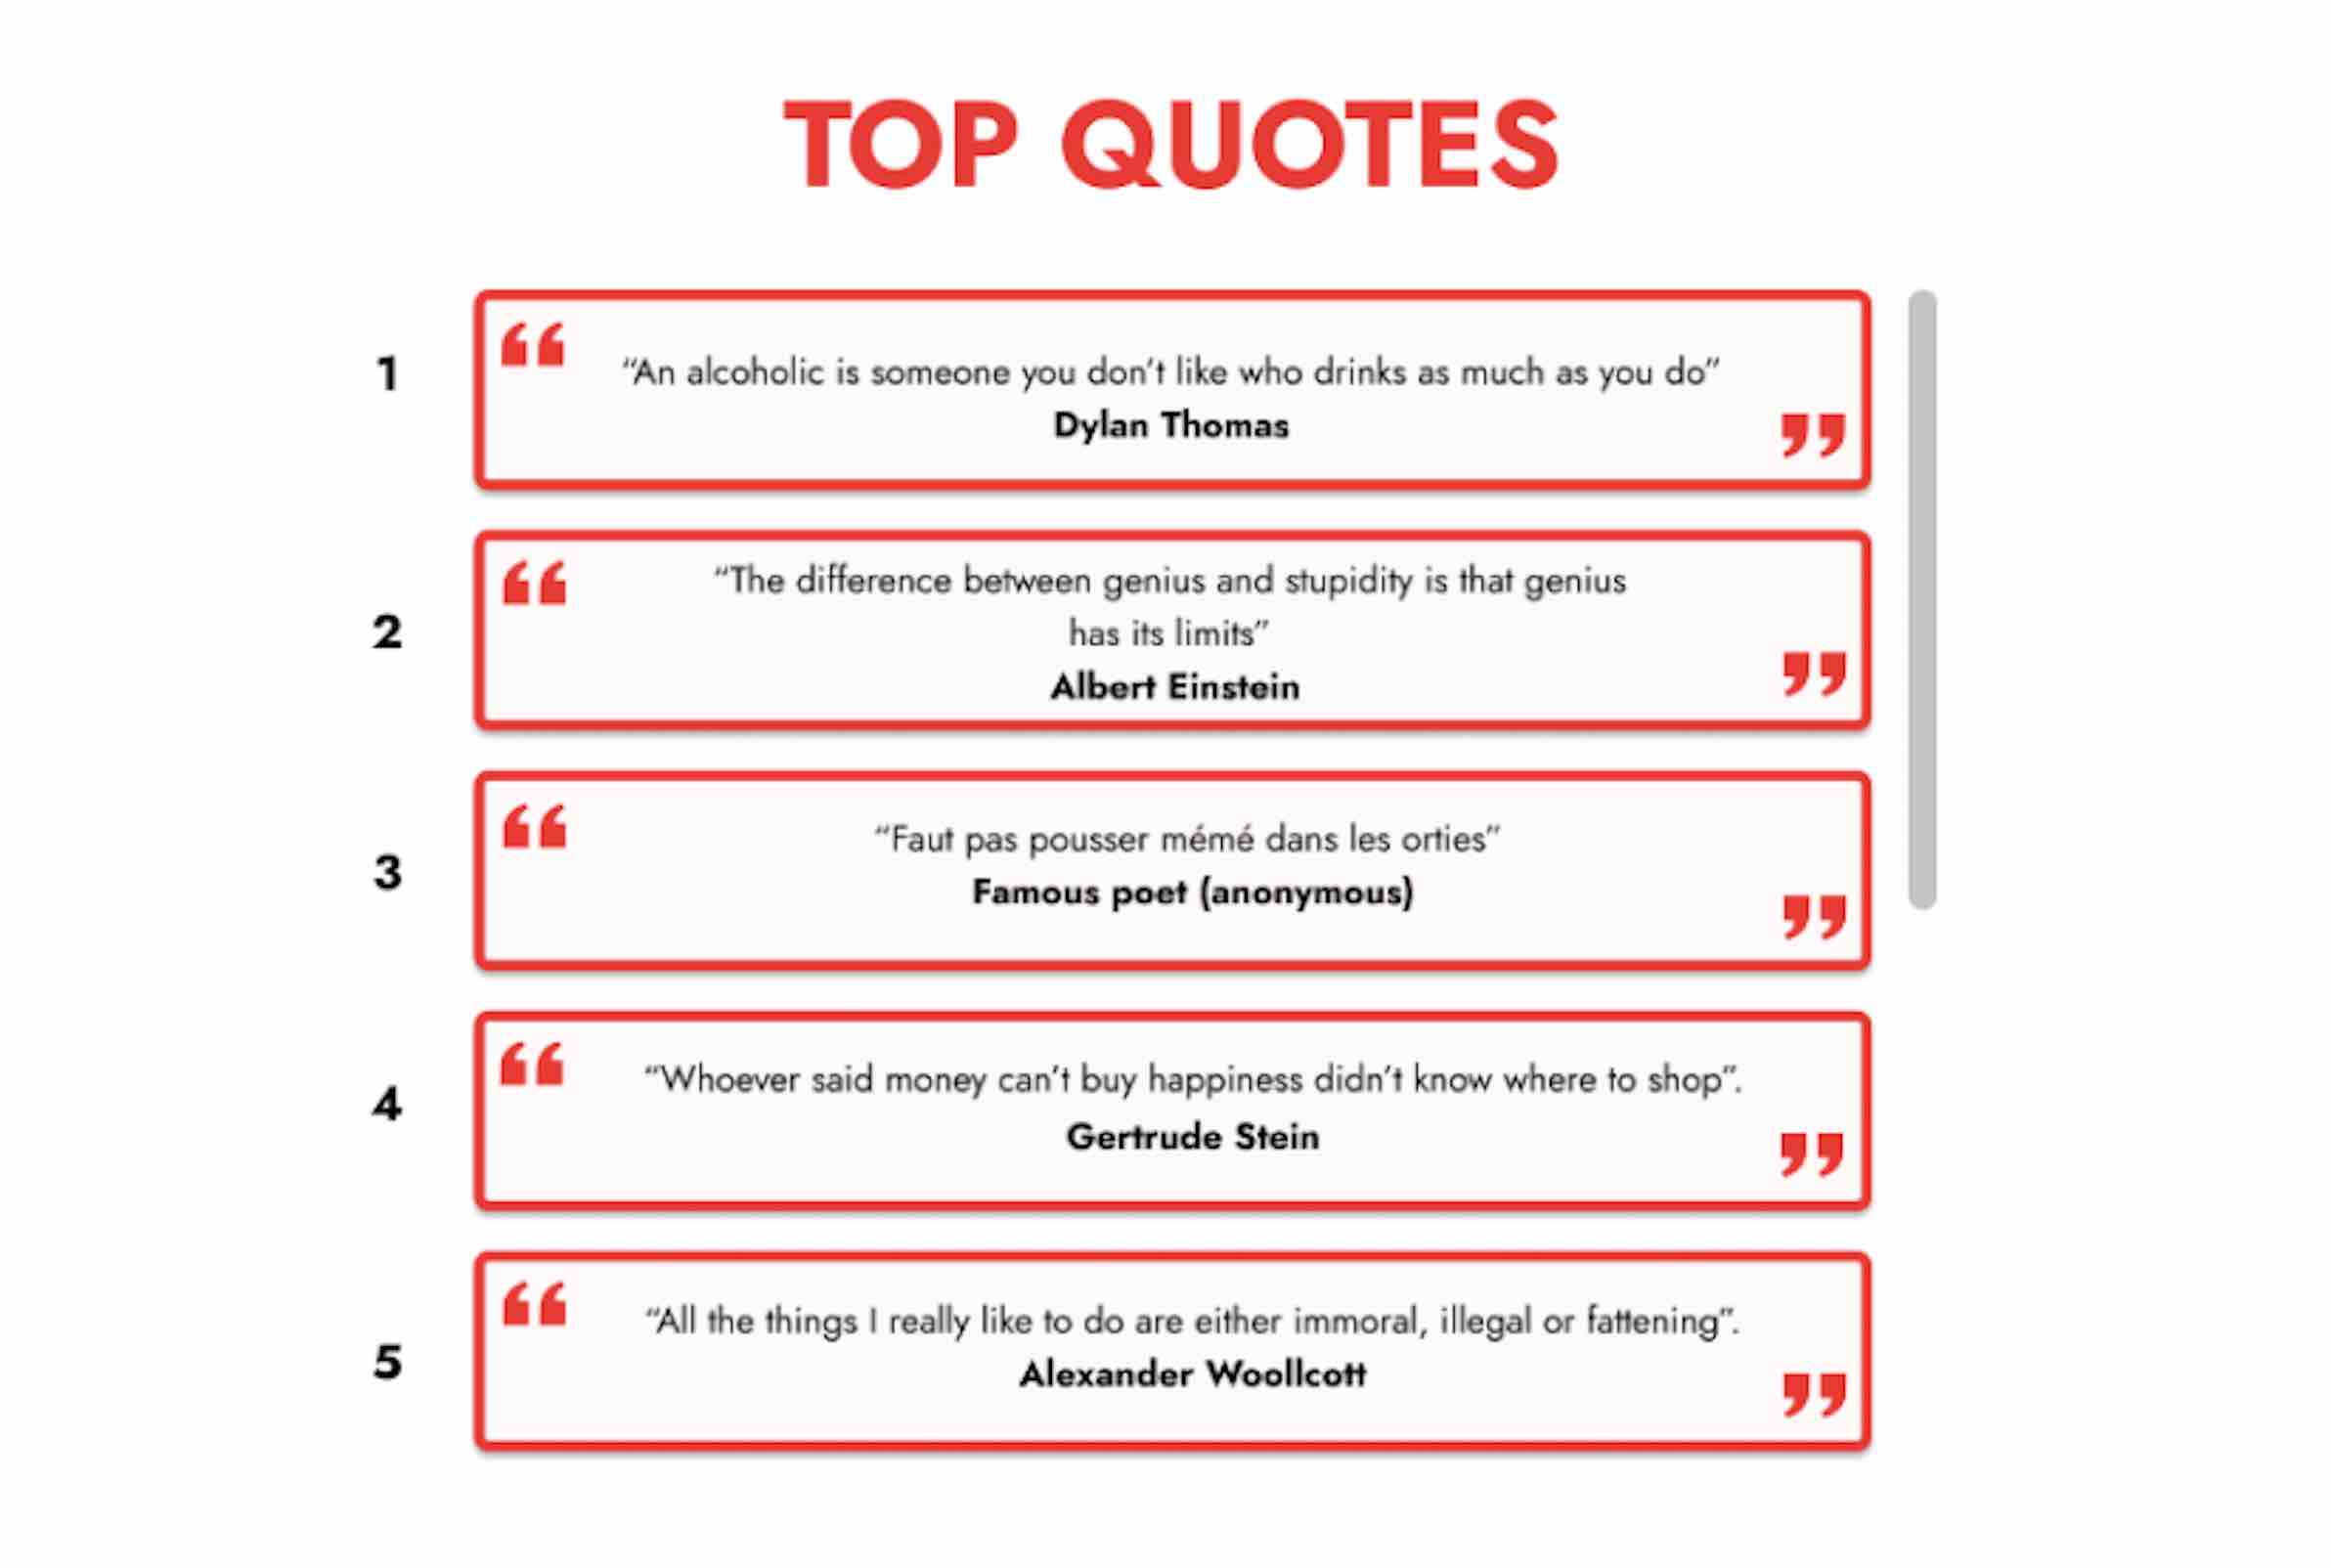 TOP QUOTES
1
“An alcoholic is someone you don’t like who drinks as much as you do”
Dylan Thomas
2
“The difference between genius and stupidity is that genius
has its limits”
Albert Einstein
3
“Faut pas pousser mémé dans les orties”
Famous poet (anonymous)
4
“Whoever said money can’t buy happiness didn’t know where to shop”.
Gertrude Stein
5
“All the things I really like to do are either immoral, illegal or fattening”.
Alexander Woollcott